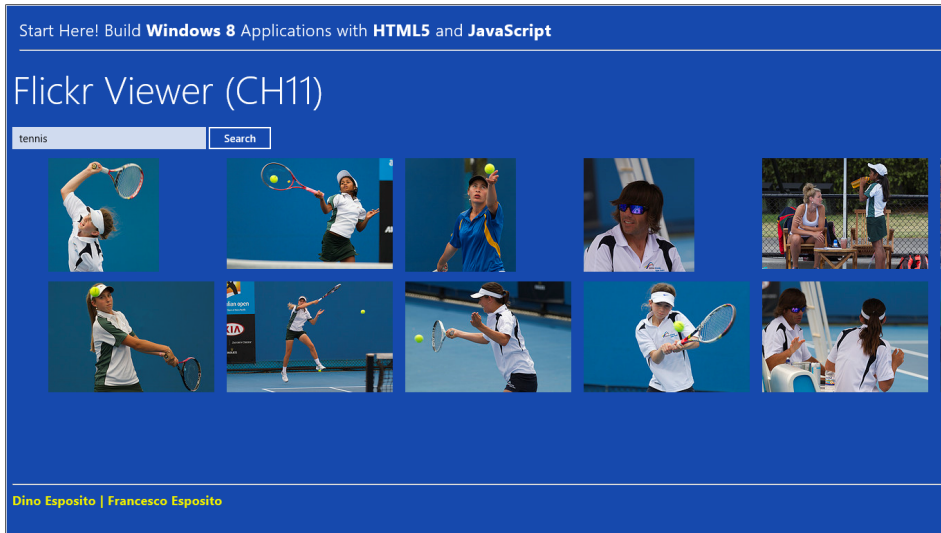 Start Here! Build Windows 8 Applications with HTML5 and JavaScript
Flickr Viewer (CH11)
tennis
Search
KIA
Dino Esposito | Francesco Esposito